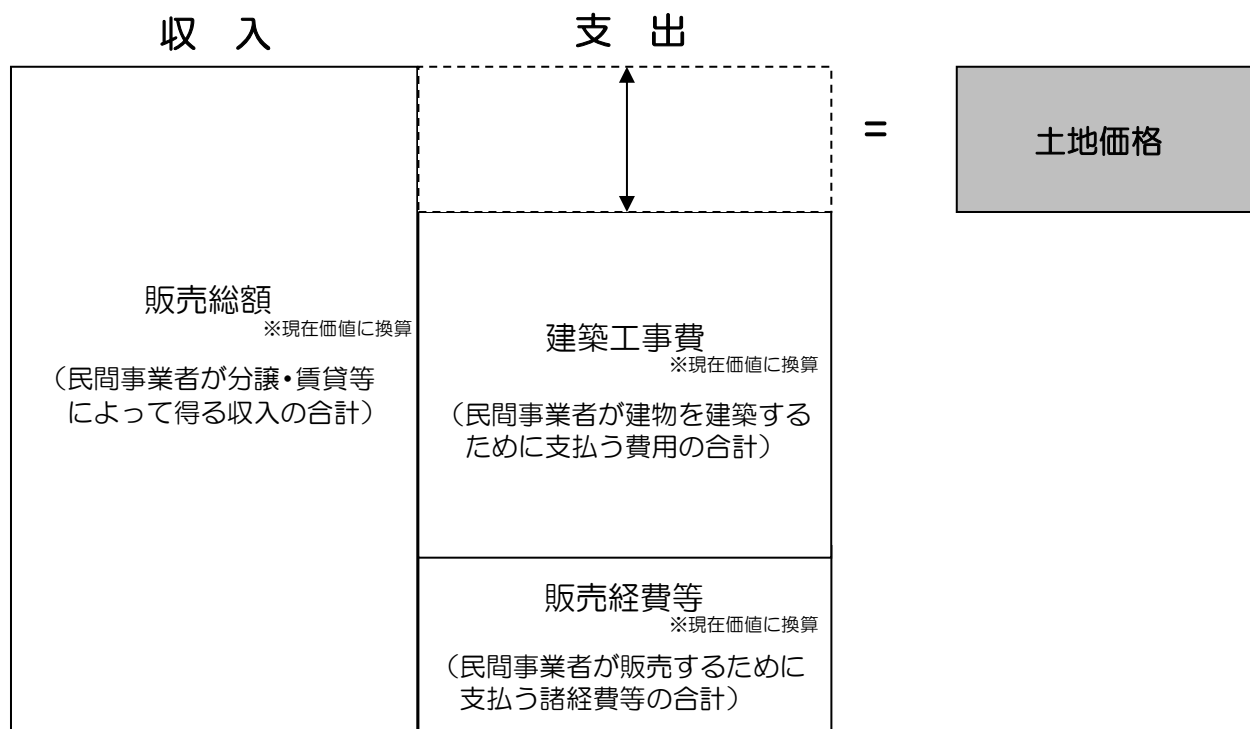 収 入
支 出
=
土地価格
販売総額
※現在価値に換算
（民間事業者が分譲・賃貸等
によって得る収入の合計）
建築工事費
※現在価値に換算
（民間事業者が建物を建築する
ために支払う費用の合計）
販売経費等
※現在価値に換算
（民間事業者が販売するために
支払う諸経費等の合計）